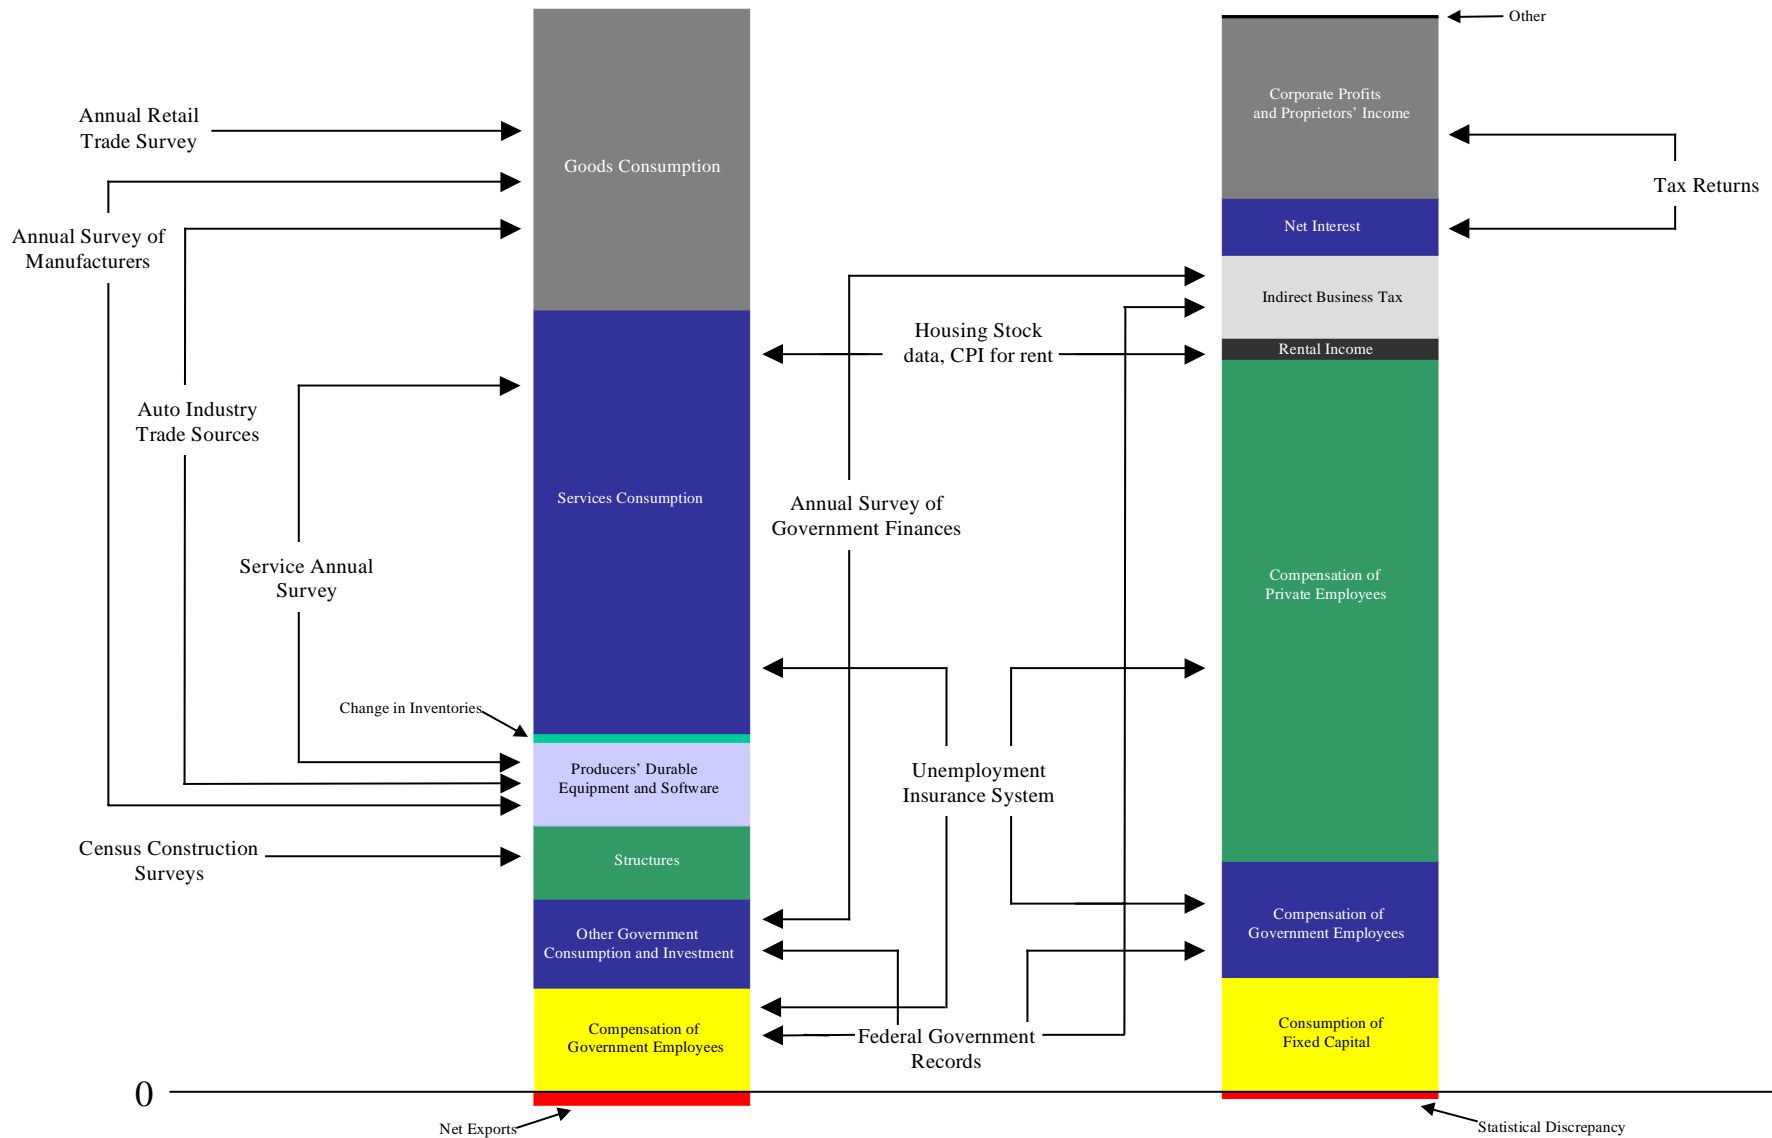 Other
Corporate Profits
and Proprietors' Income
Annual Retail
Trade Survey
Goods Consumption
Tax Returns
Annual Survey of
Manufacturers
Net Interest
Indirect Business Tax
Housing Stock
data, CPI for rent
Rental Income
Auto Industry
Trade Sources
Services Consumption
Annual Survey of
Government Finances
Service Annual
Survey
Compensation of
Private Employees
Change in Inventories
Producers' Durable
Equipment and Software
Unemployment
Insurance System
Census Construction
Surveys
Structures
Other Government
Consumption and Investment
Compensation of
Government Employees
Compensation of
Government Employees
Federal Government
Records
Consumption of
Fixed Capital
0
Net Exports
Statistical Discrepancy